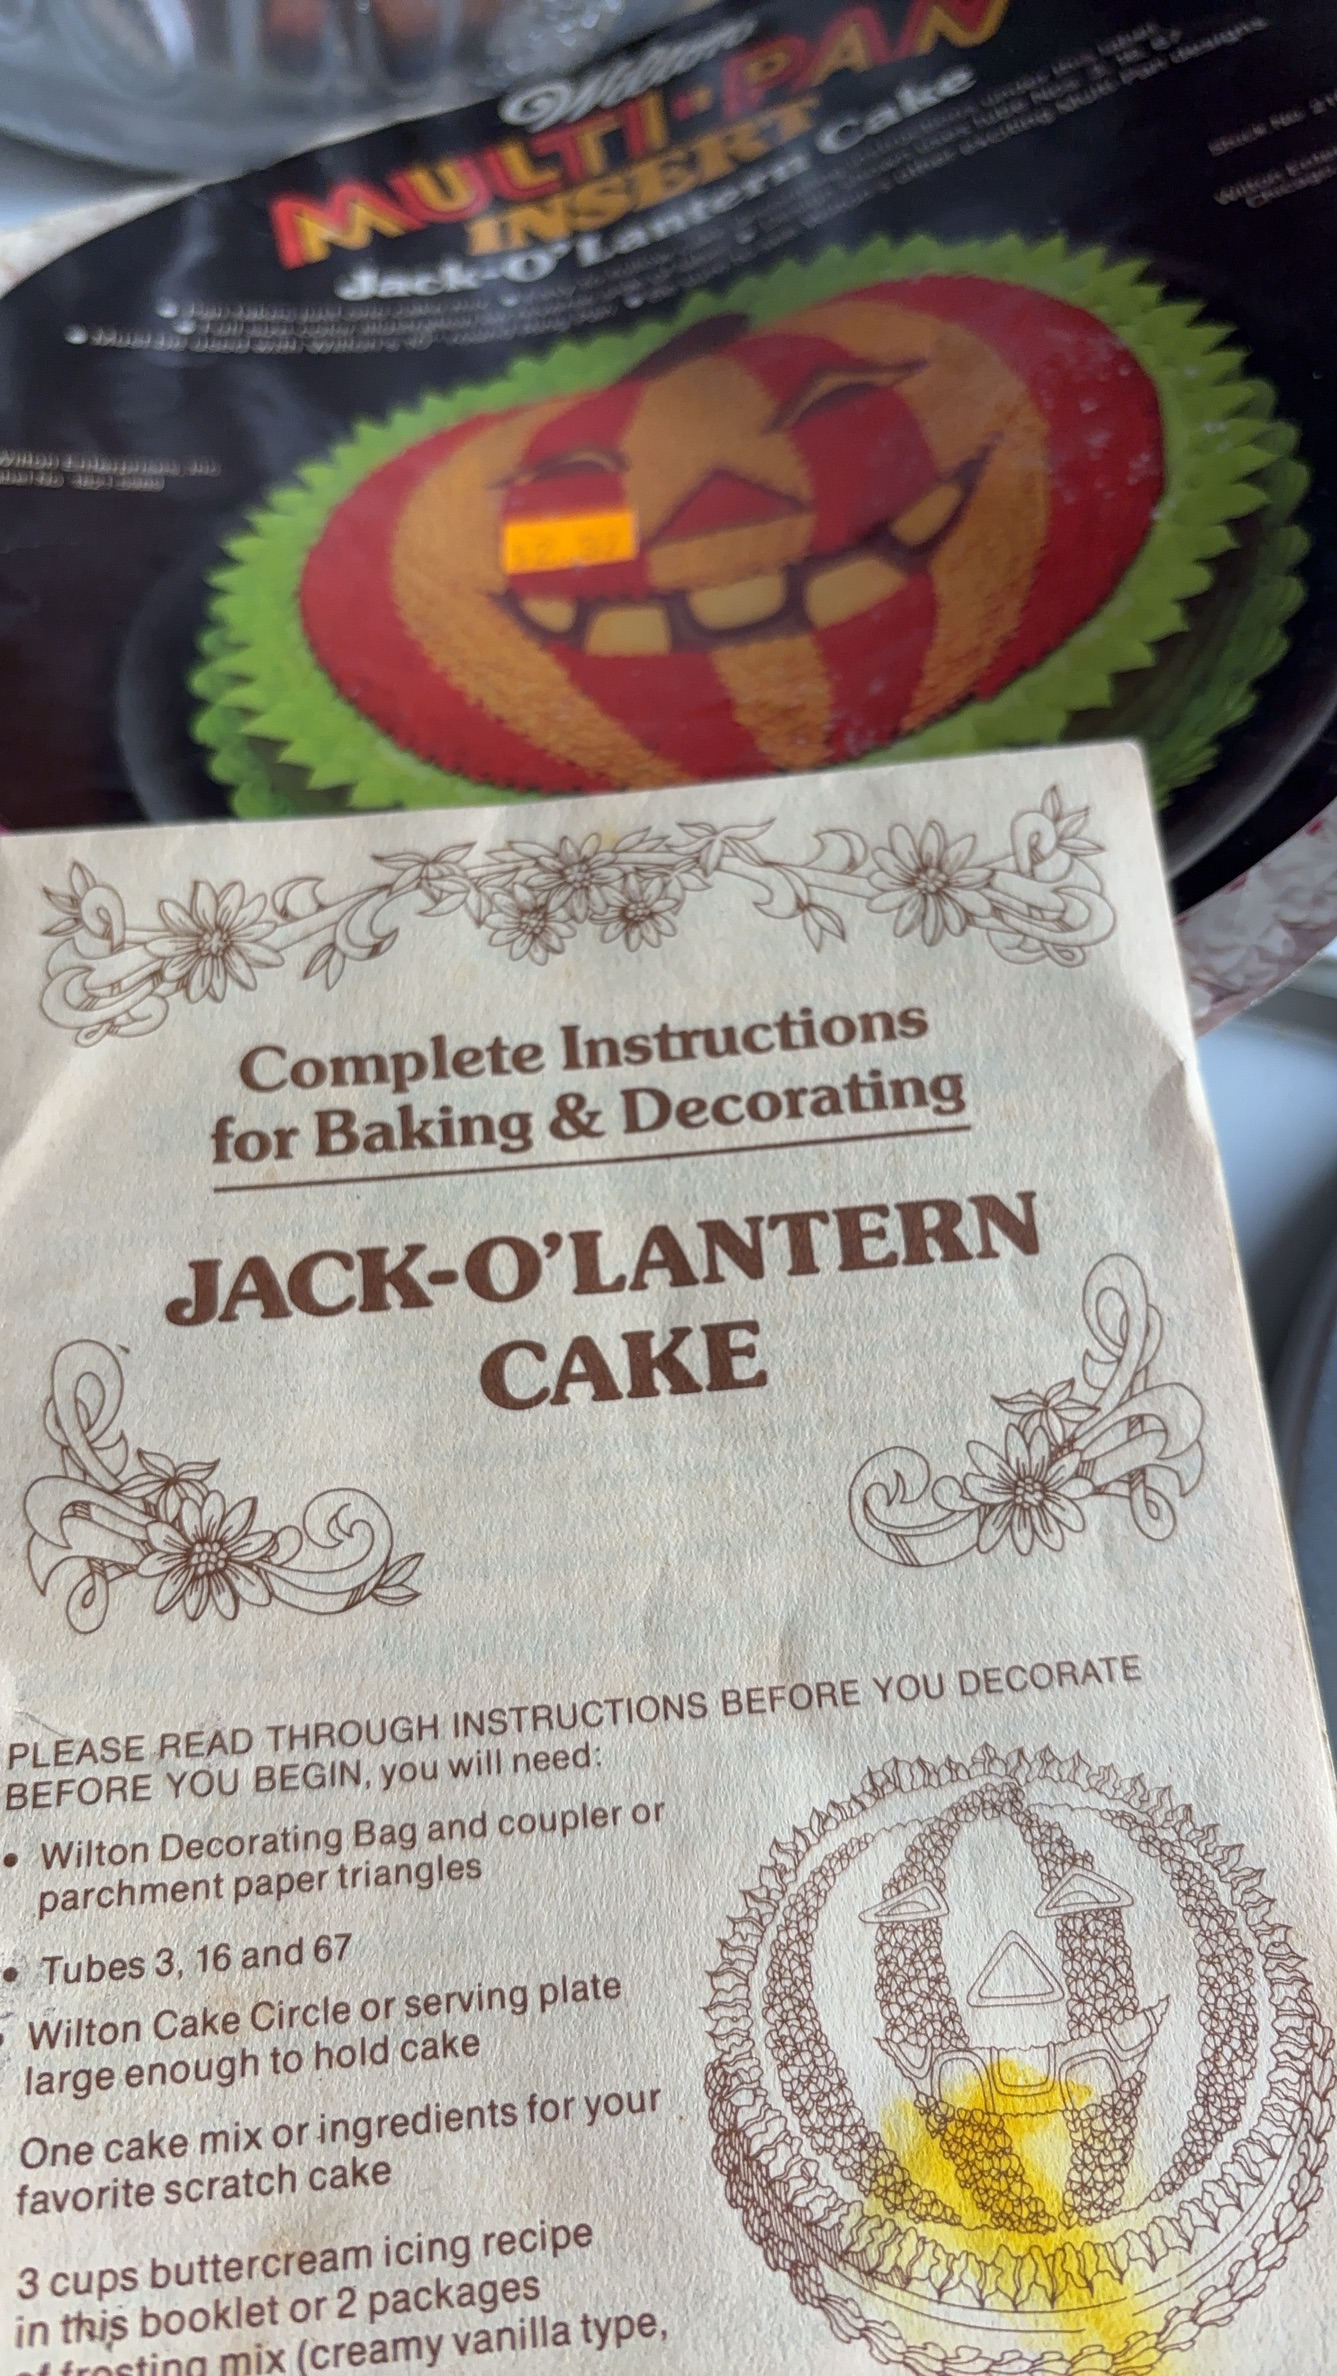 Wilton
MULTI-PAN
INSERT
Jack-O'Lantern Cake
Complete Instructions
for Baking & Decorating
JACK-O'LANTERN
CAKE
PLEASE READ THROUGH INSTRUCTIONS BEFORE YOU DECORATE
BEFORE YOU BEGIN, you will need:
• Wilton Decorating Bag and coupler or
parchment paper triangles
• Tubes 3, 16 and 67
Wilton Cake Circle or serving plate
large enough to hold cake
One cake mix or ingredients for your
favorite scratch cake
3 cups buttercream icing recipe
in this booklet or 2 packages
of frosting mix (creamy vanilla type,